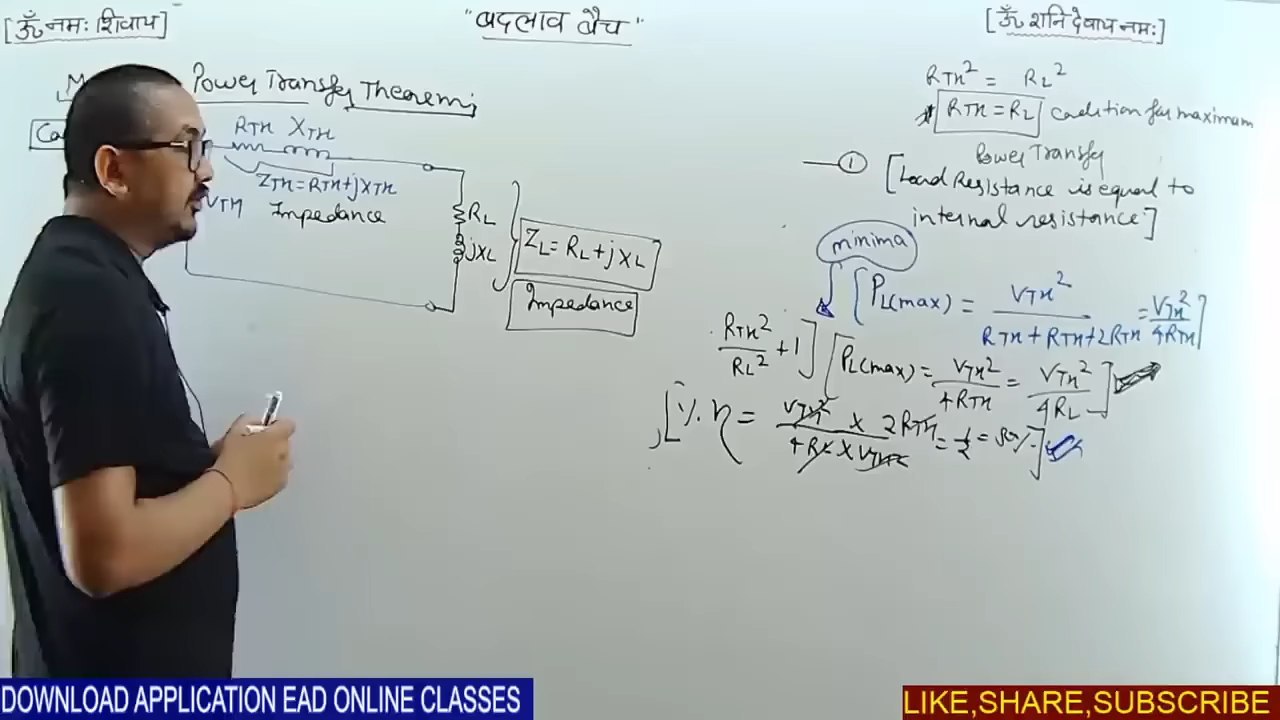 [ॐ नमः शिवाय]
"बदलाव बैच"
[ॐ शनि देवाय नमः]
Power Transfer Theorem;
RTH XTH
ZTH = RTH + jXTH
Impedance
VTH
RL
jXL
ZL = RL + jXL
Impedance
RTH² = RL²
* RTH = RL condition for maximum
Power Transfer
① [Load Resistance is equal to
internal resistance]
minima
PL(max) = VTH² / RTH + RTH + 2RTH = VTH² / 4RTH
RTH² / RL² + 1] [PL(max) = VTH² / 4RTH = VTH² / 4RL]
[% η = VTH² × 2RTH / 4RL × VTH² = 1/2 = 50%]
DOWNLOAD APPLICATION EAD ONLINE CLASSES
LIKE,SHARE,SUBSCRIBE